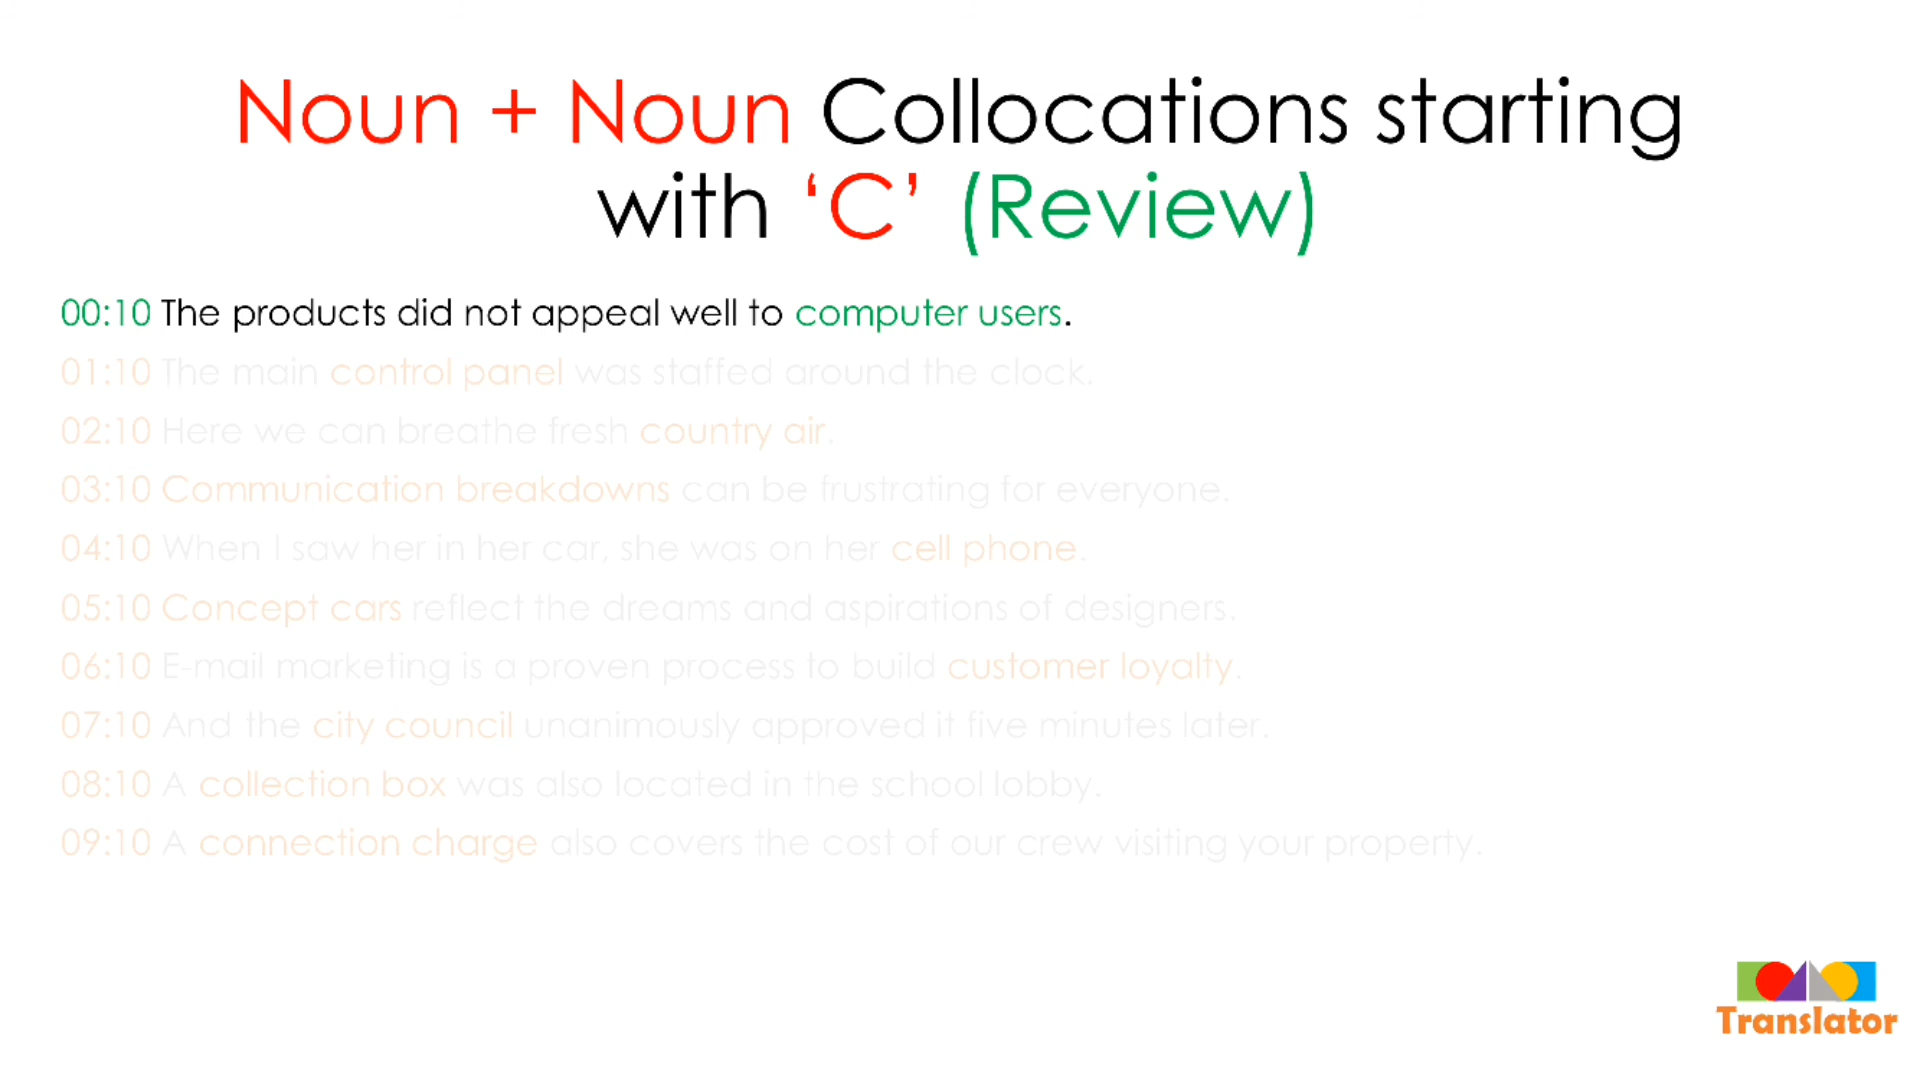 Noun + Noun Collocations starting
with ‘C’ (Review)
00:10 The products did not appeal well to computer users.
01:10 The main control panel was staffed around the clock.
02:10 Here we can breathe fresh country air.
03:10 Communication breakdowns can be frustrating for everyone.
04:10 When I saw her in her car, she was on her cell phone.
05:10 Concept cars reflect the dreams and aspirations of designers.
06:10 E-mail marketing is a proven process to build customer loyalty.
07:10 And the city council unanimously approved it five minutes later.
08:10 A collection box was also located in the school lobby.
09:10 A connection charge also covers the cost of our crew visiting your property.
Translator